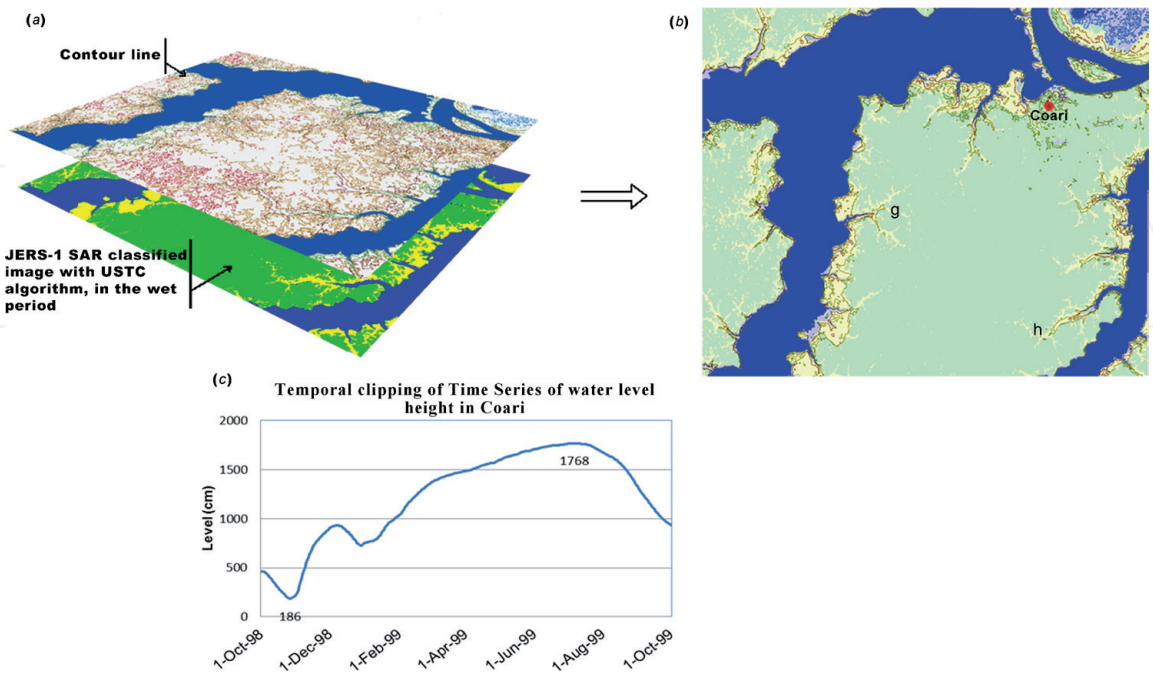 (a)
Contour line
JERS-1 SAR classified
image with USTC
algorithm, in the wet
period
(b)
Coari
g
h
(c)
Temporal clipping of Time Series of water level
height in Coari
Level (cm)
2000
1500
1000
500
0
1768
186
1-Oct-98
1-Dec-98
1-Feb-99
1-Apr-99
1-Jun-99
1-Aug-99
1-Oct-99